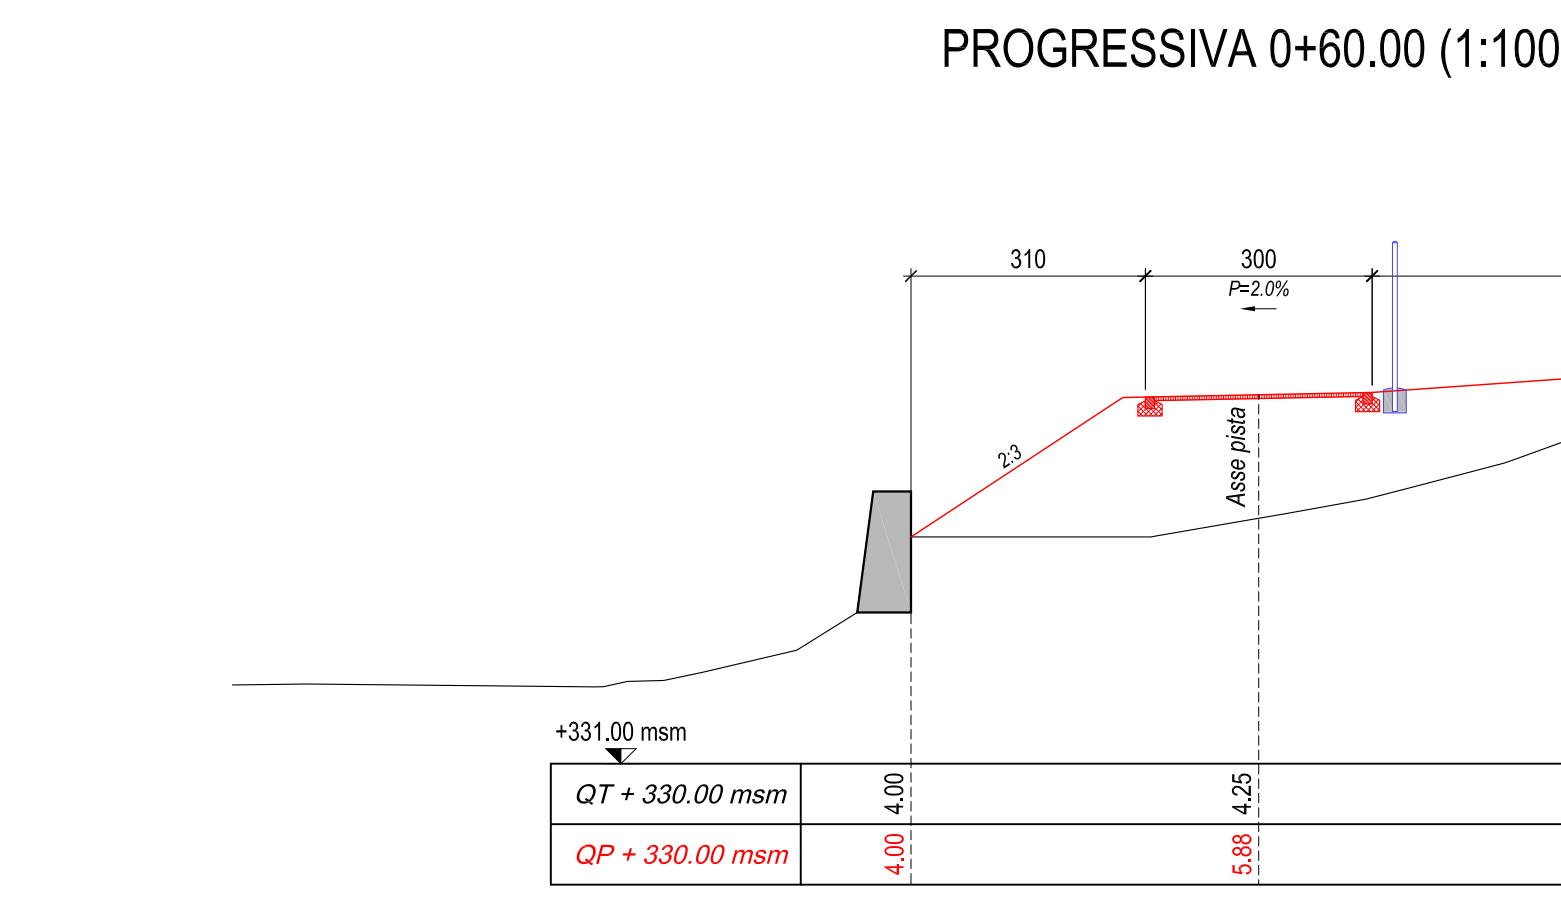 PROGRESSIVA 0+60.00 (1:100
310
300
P=2.0%
2:3
Asse pista
+331.00 msm
QT + 330.00 msm
4.00
4.25
QP + 330.00 msm
4.00
5.88